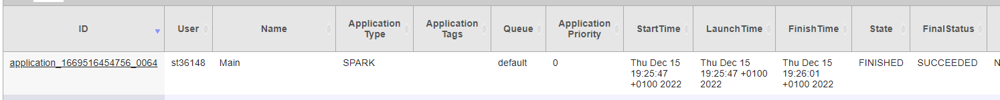 ID User Name Application Type Application Tags Queue Application Priority StartTime LaunchTime FinishTime State FinalStatus
application_1669516454756_0064 st36148 Main SPARK default 0 Thu Dec 15 19:25:47 +0100 2022 Thu Dec 15 19:25:47 +0100 2022 Thu Dec 15 19:26:01 +0100 2022 FINISHED SUCCEEDED N